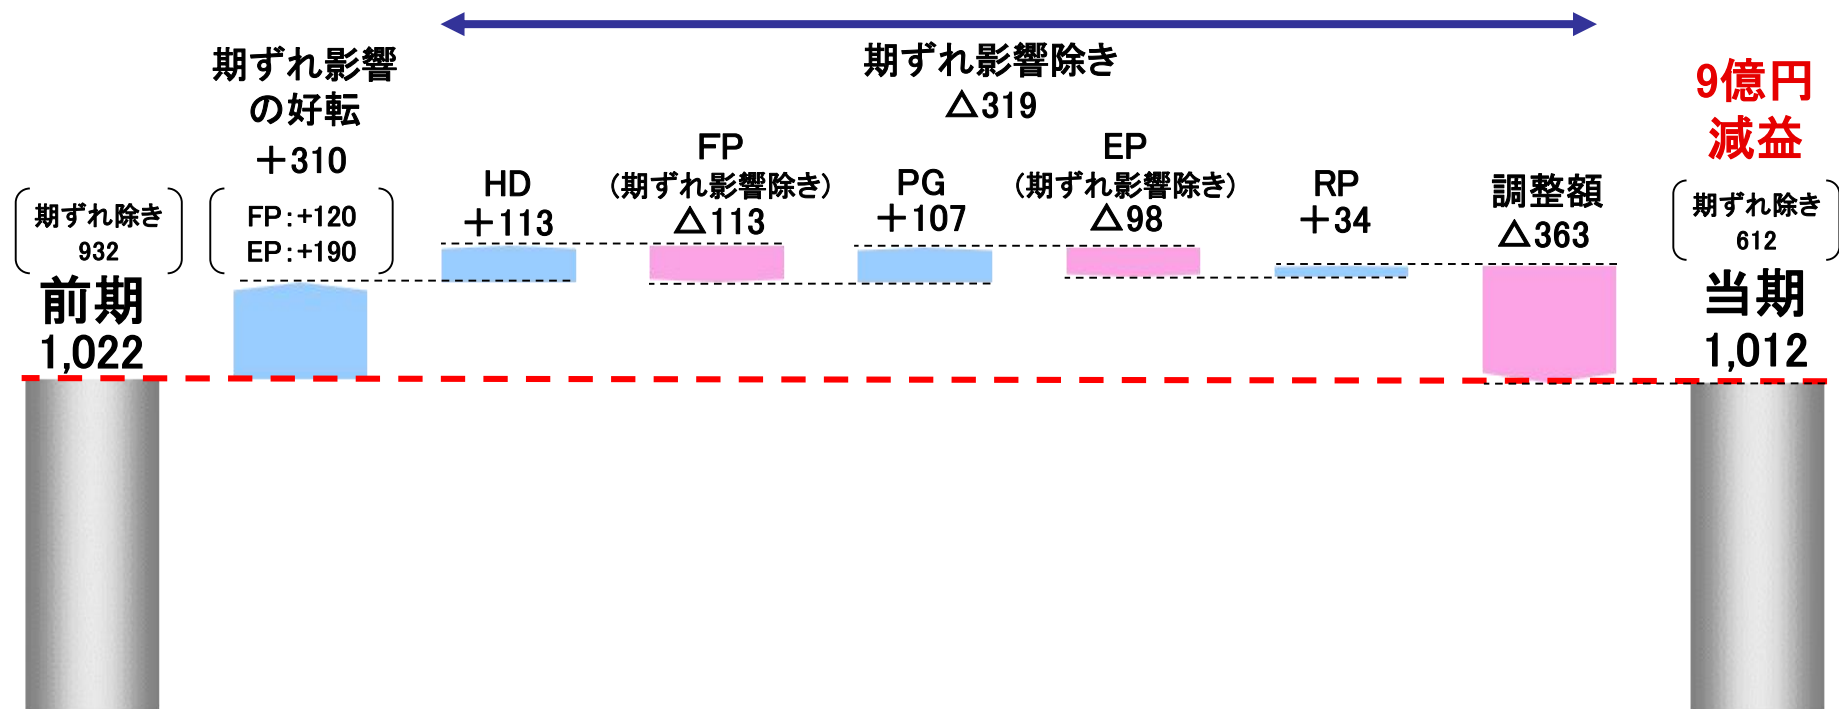 期ずれ影響除き
△319
期ずれ影響
の好転
＋310
FP：+120
EP：+190
期ずれ除き
932
前期
1,022
HD
＋113
FP
(期ずれ影響除き)
△113
PG
＋107
EP
(期ずれ影響除き)
△98
RP
＋34
調整額
△363
9億円
減益
期ずれ除き
612
当期
1,012